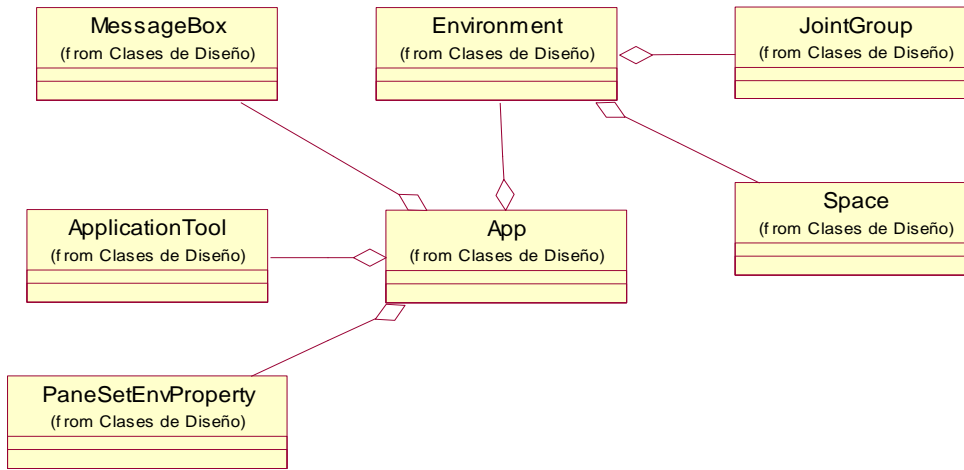 MessageBox
(from Clases de Diseño)
Environment
(from Clases de Diseño)
JointGroup
(from Clases de Diseño)
ApplicationTool
(from Clases de Diseño)
App
(from Clases de Diseño)
Space
(from Clases de Diseño)
PaneSetEnvProperty
(from Clases de Diseño)